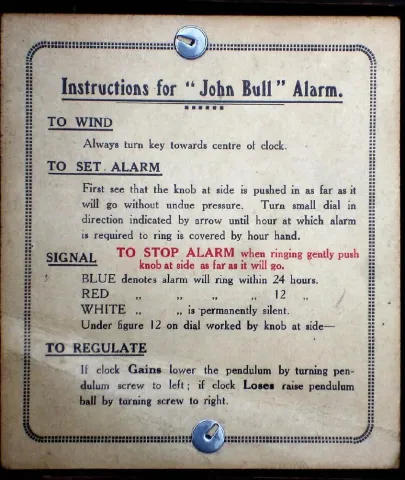 Instructions for "John Bull" Alarm.
TO WIND
Always turn key towards centre of clock.
TO SET ALARM
First see that the knob at side is pushed in as far as it
will go without undue pressure. Turn small dial in
direction indicated by arrow until hour at which alarm
is required to ring is covered by hour hand.
SIGNAL TO STOP ALARM when ringing gently push
knob at side as far as it will go.
BLUE denotes alarm will ring within 24 hours.
RED ,, ,, ,, ,, 12 ,,
WHITE ,, ,, is permanently silent.
Under figure 12 on dial worked by knob at side—
TO REGULATE
If clock Gains lower the pendulum by turning pen-
dulum screw to left; if clock Loses raise pendulum
ball by turning screw to right.